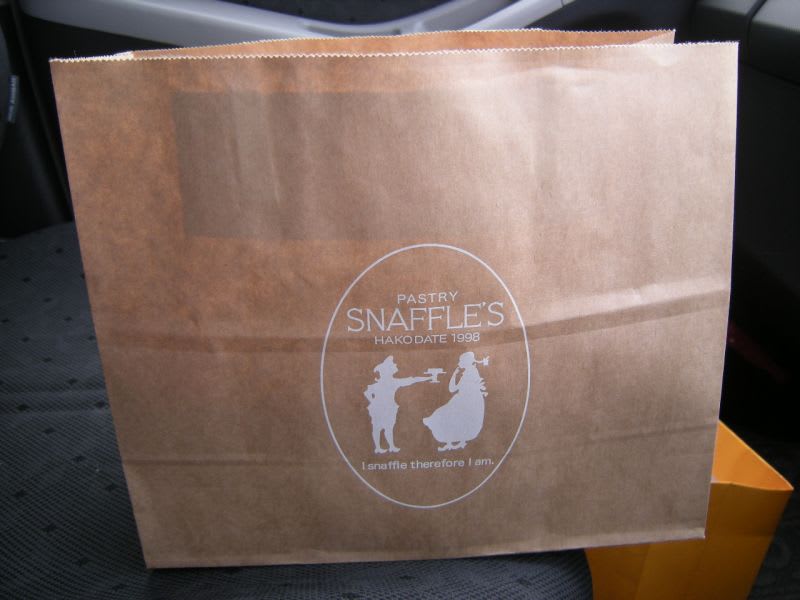 PASTRY
SNAFFLE'S
HAKODATE 1998
I snaffle therefore I am.